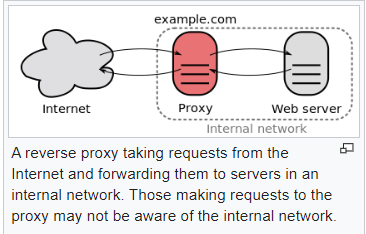 example.com
Internet
Proxy
Web server
Internal network
A reverse proxy taking requests from the
Internet and forwarding them to servers in an
internal network. Those making requests to the
proxy may not be aware of the internal network.